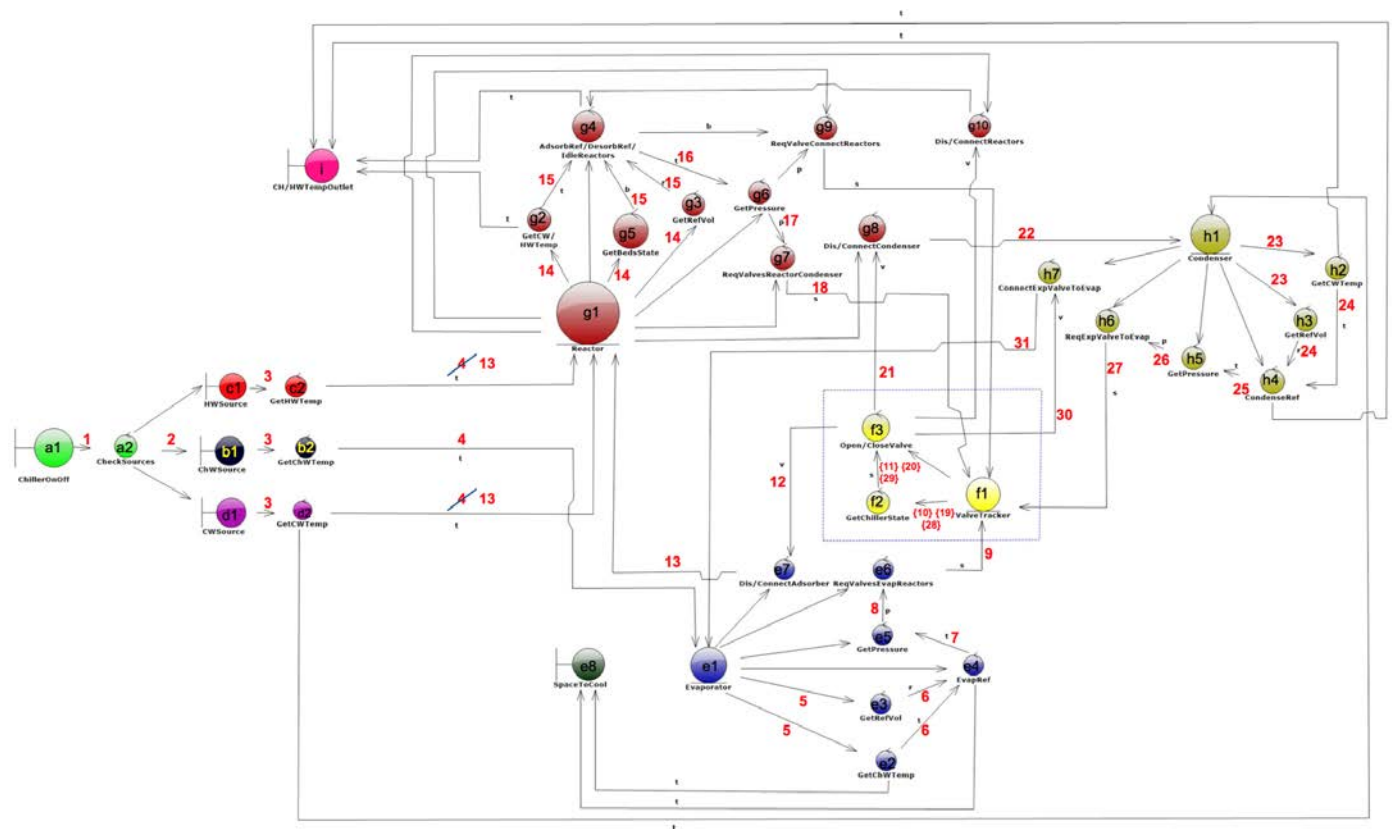 t
t
t
g4
b
g9
g10
AdsorbRef/DesorbRef/
IdleReactors
ReqValveConnectReactors
Dis/ConnectReactors
j
CH/HWTempOutlet
t
16
v
15
t
b
15
r
15
g6
GetPressure
p
s
g3
GetRefVol
g2
GetCW/
HWTemp
t
g5
GetBedsState
14
14
14
p
17
g8
Dis/ConnectCondenser
22
h1
Condenser
23
g7
ReqValvesReactorCondenser
v
h7
ConnectExpValveToEvap
h2
GetCWTemp
23
18
s
g1
Reactor
h6
ReqExpValveToEvap
v
h3
GetRefVol
24
t
31
p
26
h5
GetPressure
r
24
t
25
h4
CondenseRef
27
s
4
13
t
3
c1
HWSource
c2
GetHWTemp
21
30
a1
ChillerOnOff
1
a2
CheckSources
2
b1
ChWSource
3
b2
GetChWTemp
4
t
f3
Open/CloseValve
v
12
s
{11} {20}
{29}
f2
GetChillerState
{10} {19}
{28}
f1
ValveTracker
d1
CWSource
3
d2
GetCWTemp
4
13
t
13
e7
Dis/ConnectAdsorber
e6
ReqValvesEvapReactors
s
9
8
p
e5
GetPressure
t
7
e8
SpaceToCool
e1
Evaporator
e4
EvapRef
5
e3
GetRefVol
r
6
5
t
6
e2
GetChWTemp
t
t
t